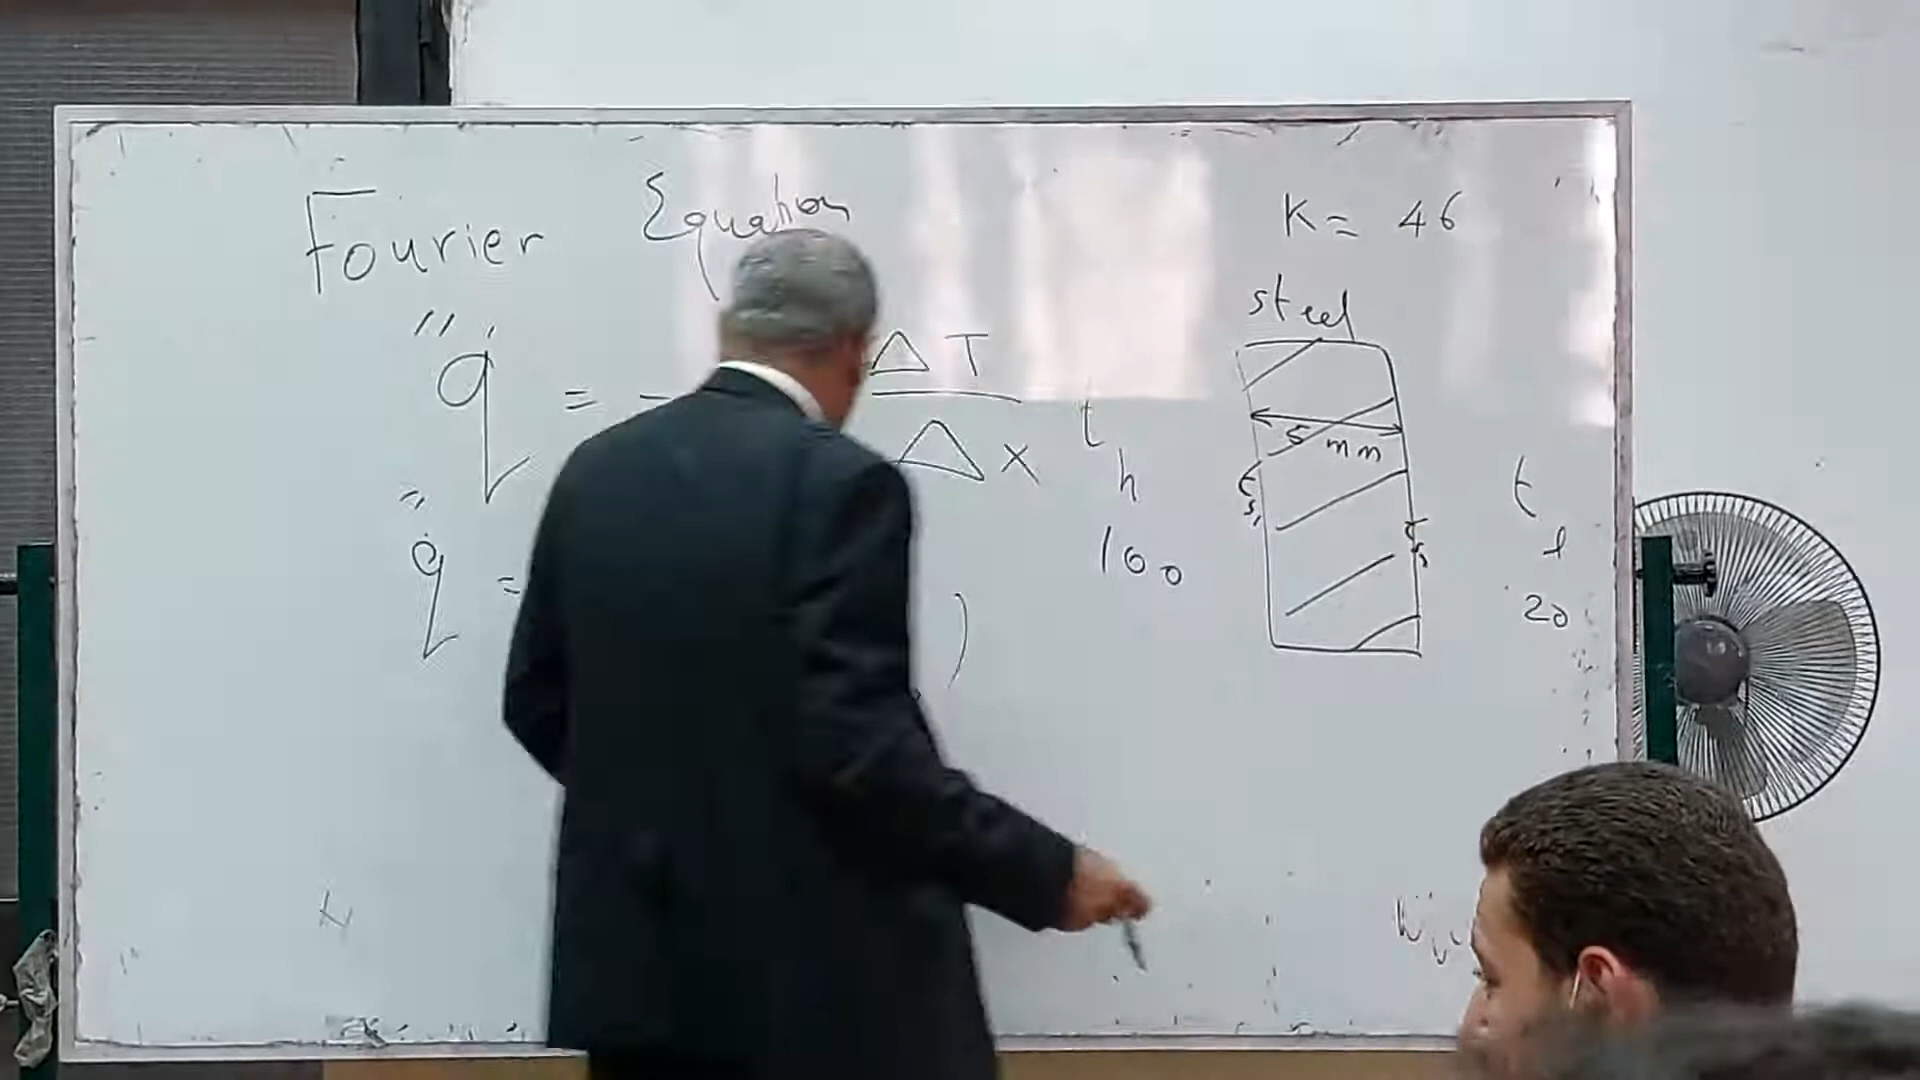 Fourier Equation
K = 46
steel
q̇″ = - ΔT
Δx
5 mm
t h
100
t s,
t l
20
q̇″ = )